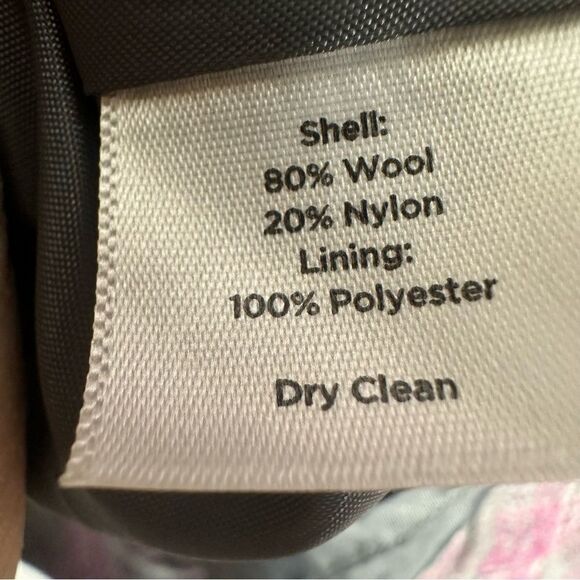 Shell:
80% Wool
20% Nylon
Lining:
100% Polyester
Dry Clean